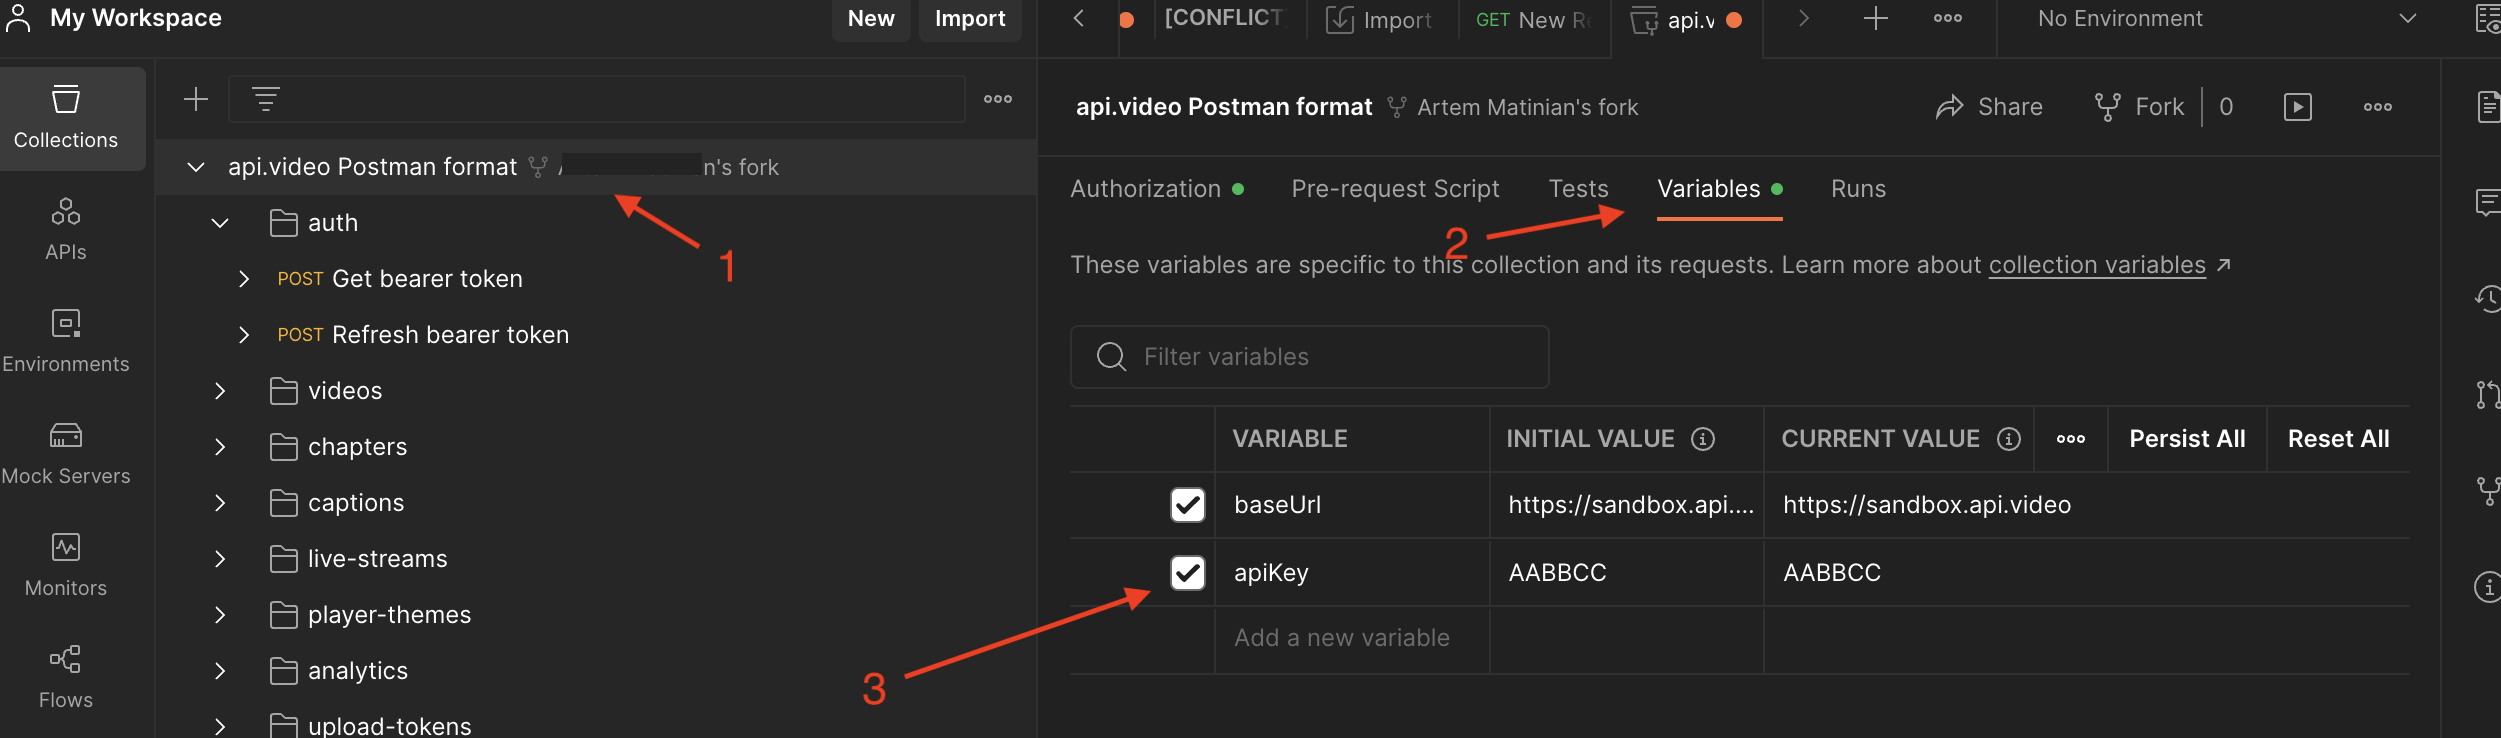 My Workspace
New
Import
[CONFLICT
Import
GET New Re
api.v
No Environment
Collections
APIs
Environments
Mock Servers
Monitors
Flows
api.video Postman format n's fork
auth
POST Get bearer token
POST Refresh bearer token
videos
chapters
captions
live-streams
player-themes
analytics
upload-tokens
1
api.video Postman format Artem Matinian's fork
Share
Fork
0
Authorization
Pre-request Script
Tests
Variables
Runs
2
These variables are specific to this collection and its requests. Learn more about collection variables ↗
Filter variables
VARIABLE INITIAL VALUE CURRENT VALUE Persist All Reset All
baseUrl https://sandbox.api.... https://sandbox.api.video
apiKey AABBCC AABBCC
Add a new variable
3